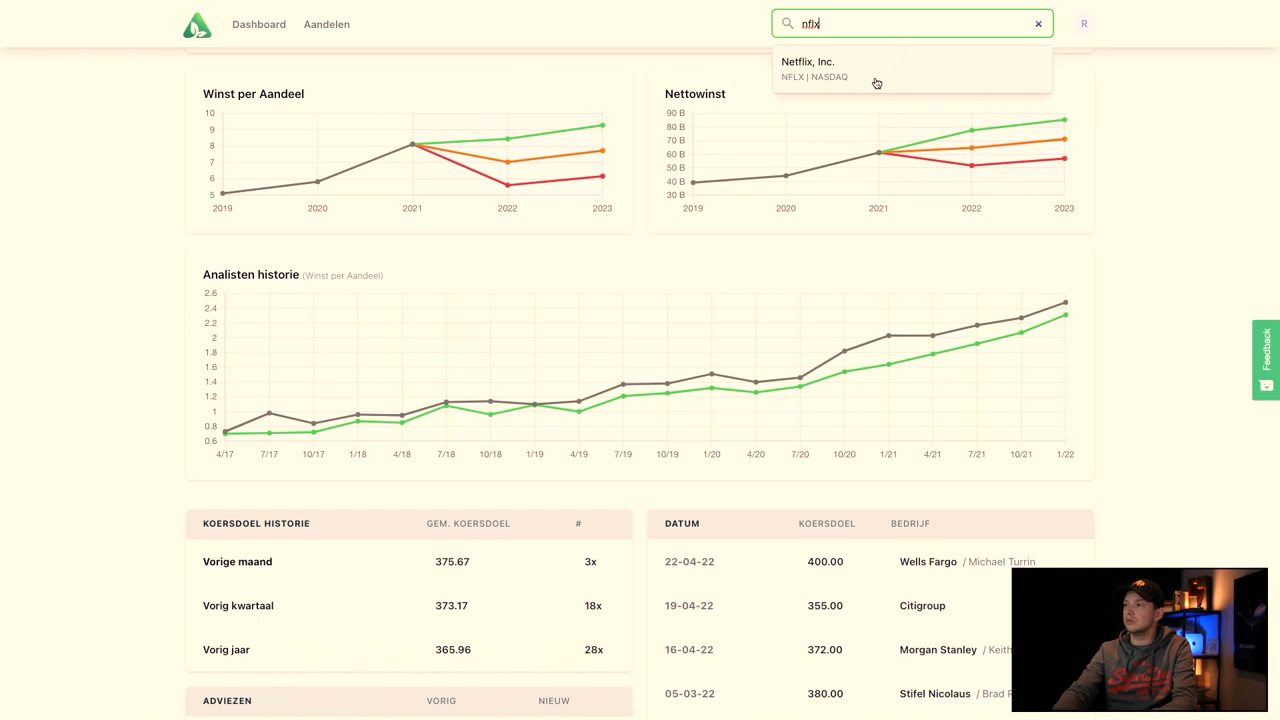 Dashboard
Aandelen
nflx
×
R
Netflix, Inc.
NFLX | NASDAQ
Winst per Aandeel
10
9
8
7
6
5
2019 2020 2021 2022 2023
Nettowinst
90 B
80 B
70 B
60 B
50 B
40 B
30 B
2019 2020 2021 2022 2023
Analisten historie (Winst per Aandeel)
2.6
2.4
2.2
2
1.8
1.6
1.4
1.2
1
0.8
0.6
4/17 7/17 10/17 1/18 4/18 7/18 10/18 1/19 4/19 7/19 10/19 1/20 4/20 7/20 10/20 1/21 4/21 7/21 10/21 1/22
Feedback
KOERSDOEL HISTORIE GEM. KOERSDOEL #
Vorige maand 375.67 3x
Vorig kwartaal 373.17 18x
Vorig jaar 365.96 28x
ADVIEZEN VORIG NIEUW
DATUM KOERSDOEL BEDRIJF
22-04-22 400.00 Wells Fargo / Michael Turrin
19-04-22 355.00 Citigroup
16-04-22 372.00 Morgan Stanley / Keith
05-03-22 380.00 Stifel Nicolaus / Brad